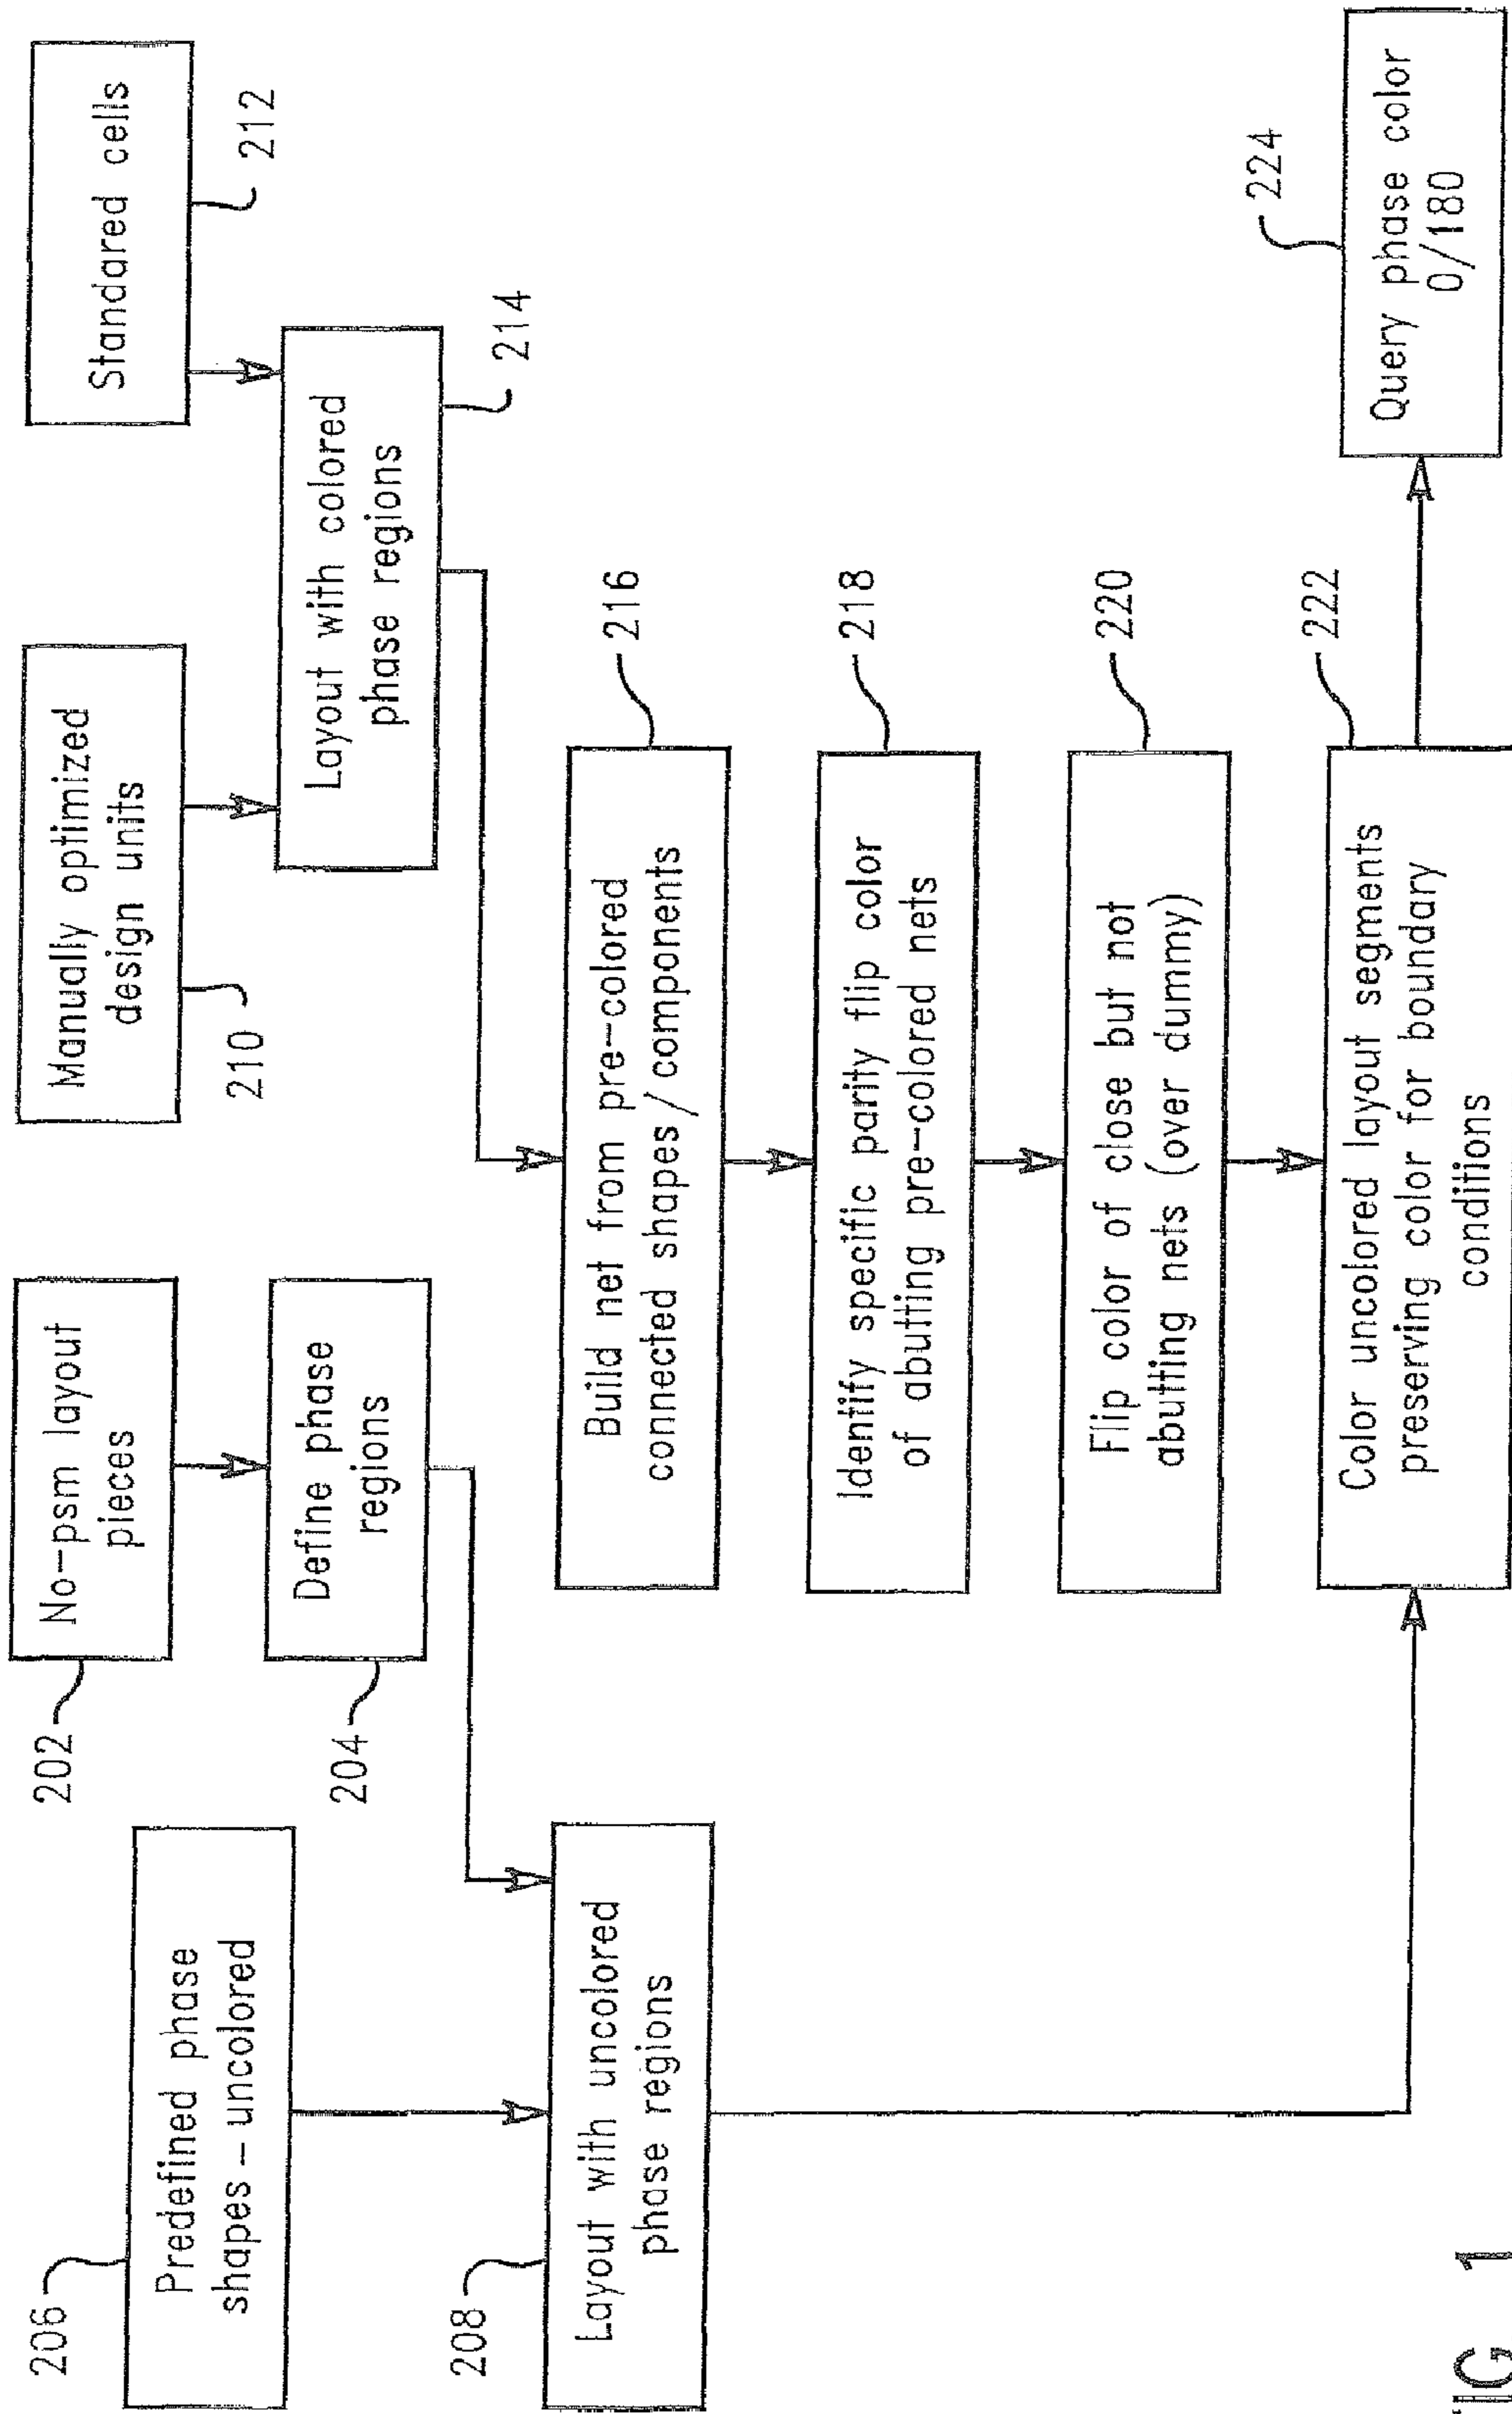 206
Predefined phase
shapes – uncolored
202
No–psm layout
pieces
204
Define phase
regions
208
Layout with uncolored
phase regions
Manually optimized
design units
210
Standared cells
212
Layout with colored
phase regions
214
Build net from pre–colored
connected shapes / components
216
Identify specific parity flip color
of abutting pre–colored nets
218
Flip color of close but not
abutting nets (over dummy)
220
Color uncolored layout segments
preserving color for boundary
conditions
222
Query phase color
0/180
224
FIG 1